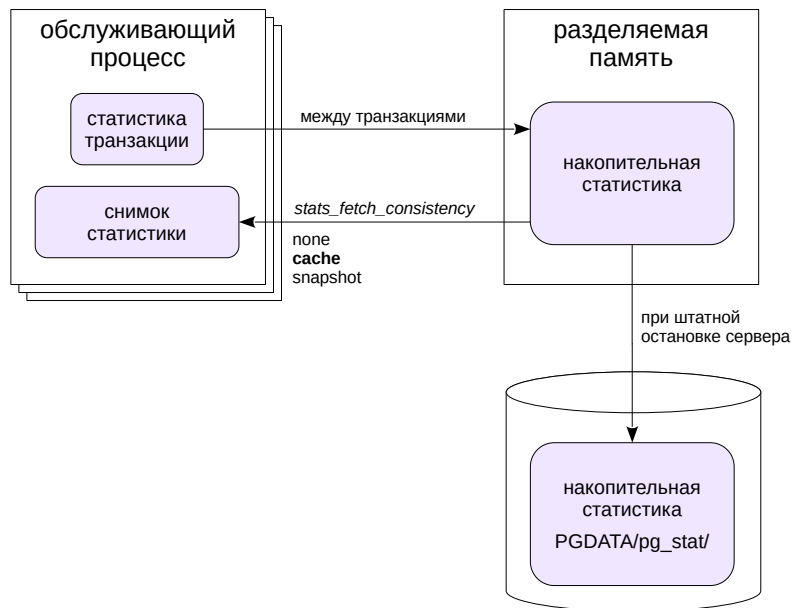 обслуживающий
процесс
статистика
транзакции
снимок
статистики
между транзакциями
stats_fetch_consistency
none
cache
snapshot
разделяемая
память
накопительная
статистика
при штатной
остановке сервера
накопительная
статистика
PGDATA/pg_stat/